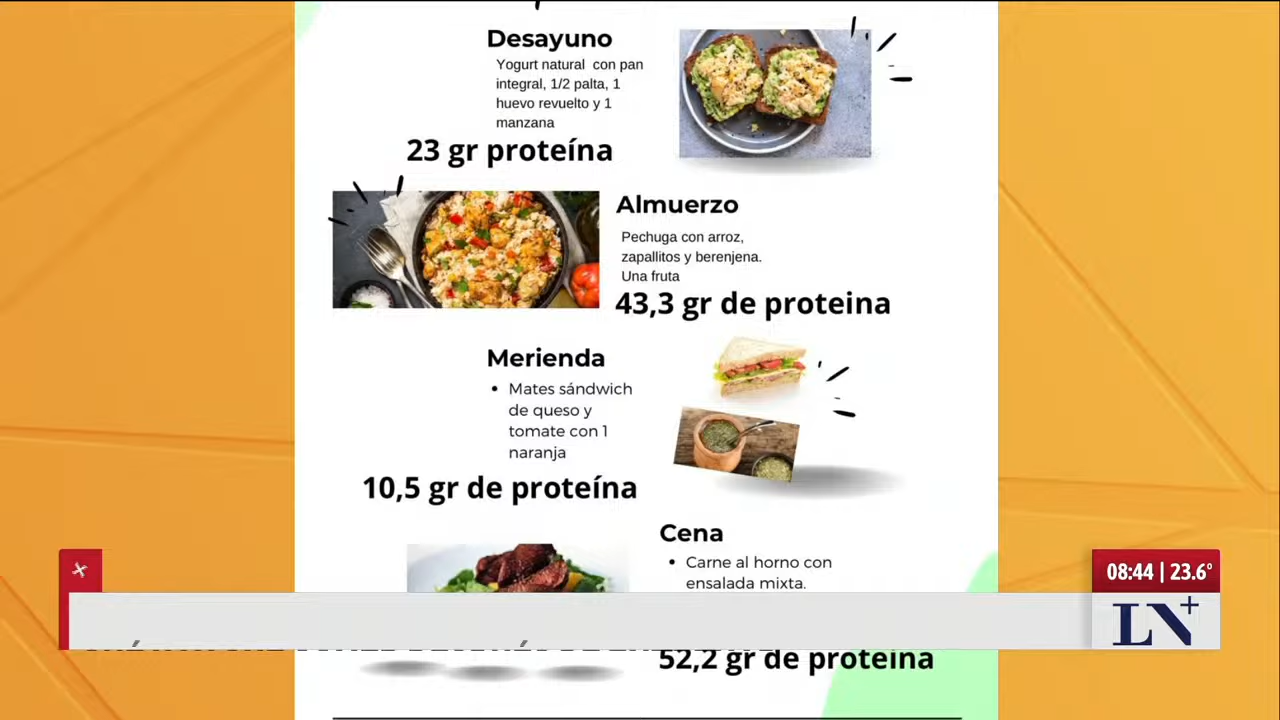 Desayuno
Yogurt natural con pan
integral, 1/2 palta, 1
huevo revuelto y 1
manzana
23 gr proteína
Almuerzo
Pechuga con arroz,
zapallitos y berenjena.
Una fruta
43,3 gr de proteina
Merienda
• Mates sándwich
de queso y
tomate con 1
naranja
10,5 gr de proteína
Cena
• Carne al horno con
ensalada mixta.
08:44 | 23.6°
LN+
52,2 gr de proteína